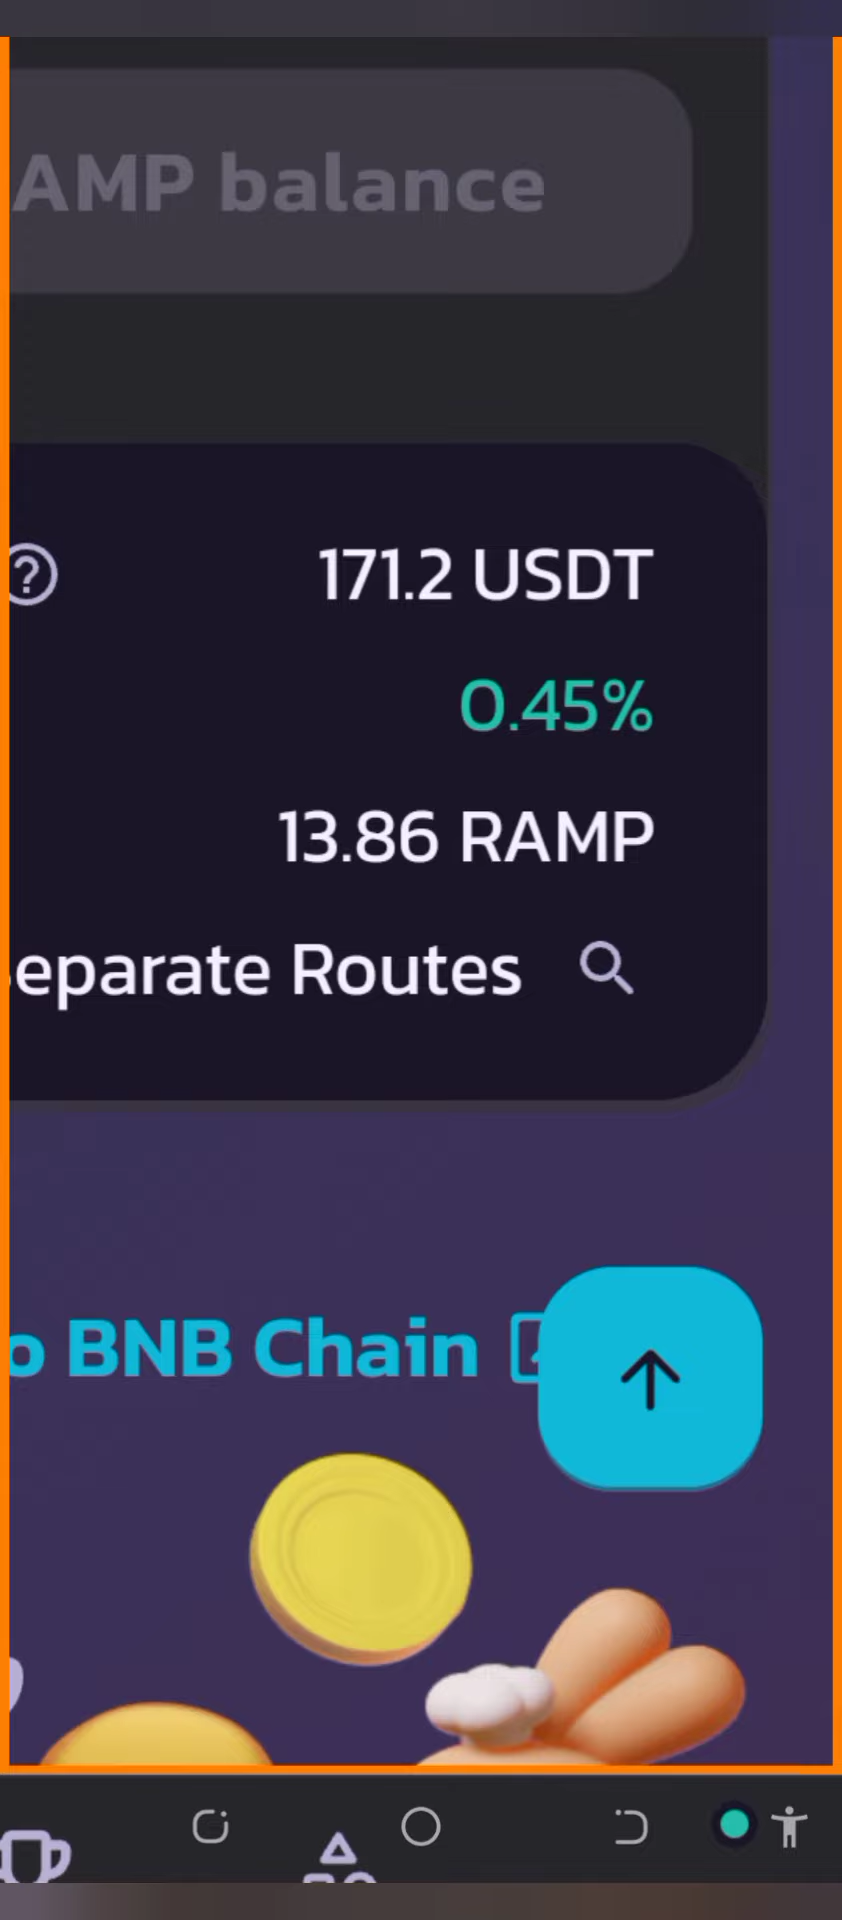 AMP balance
171.2 USDT
0.45%
13.86 RAMP
eparate Routes
o BNB Chain